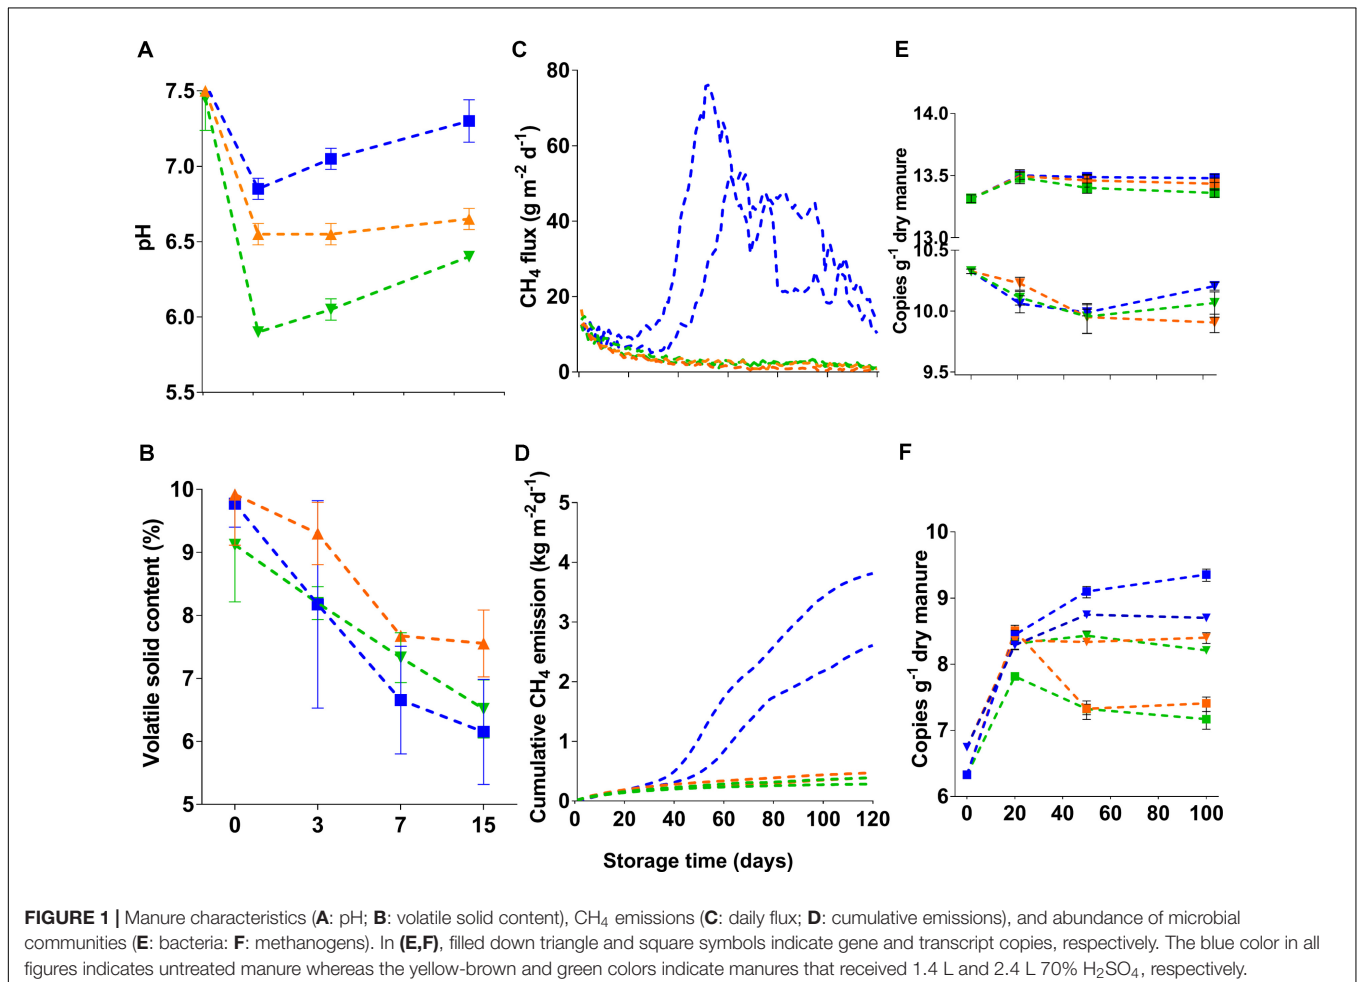 A
7.5
7.0
6.5
6.0
5.5
pH
C
80
60
40
20
0
CH4 flux (g m-2 d-1)
E
14.0
13.5
13.0
10.5
10.0
9.5
Copies g-1 dry manure
B
10
9
8
7
6
5
Volatile solid content (%)
0 3 7 15
D
5
4
3
2
1
0
Cumulative CH4 emission (kg m-2d-1)
0 20 40 60 80 100 120
F
10
9
8
7
6
Copies g-1 dry manure
0 20 40 60 80 100
Storage time (days)
FIGURE 1 | Manure characteristics (A: pH; B: volatile solid content), CH4 emissions (C: daily flux; D: cumulative emissions), and abundance of microbial
communities (E: bacteria: F: methanogens). In (E,F), filled down triangle and square symbols indicate gene and transcript copies, respectively. The blue color in all
figures indicates untreated manure whereas the yellow-brown and green colors indicate manures that received 1.4 L and 2.4 L 70% H2SO4, respectively.